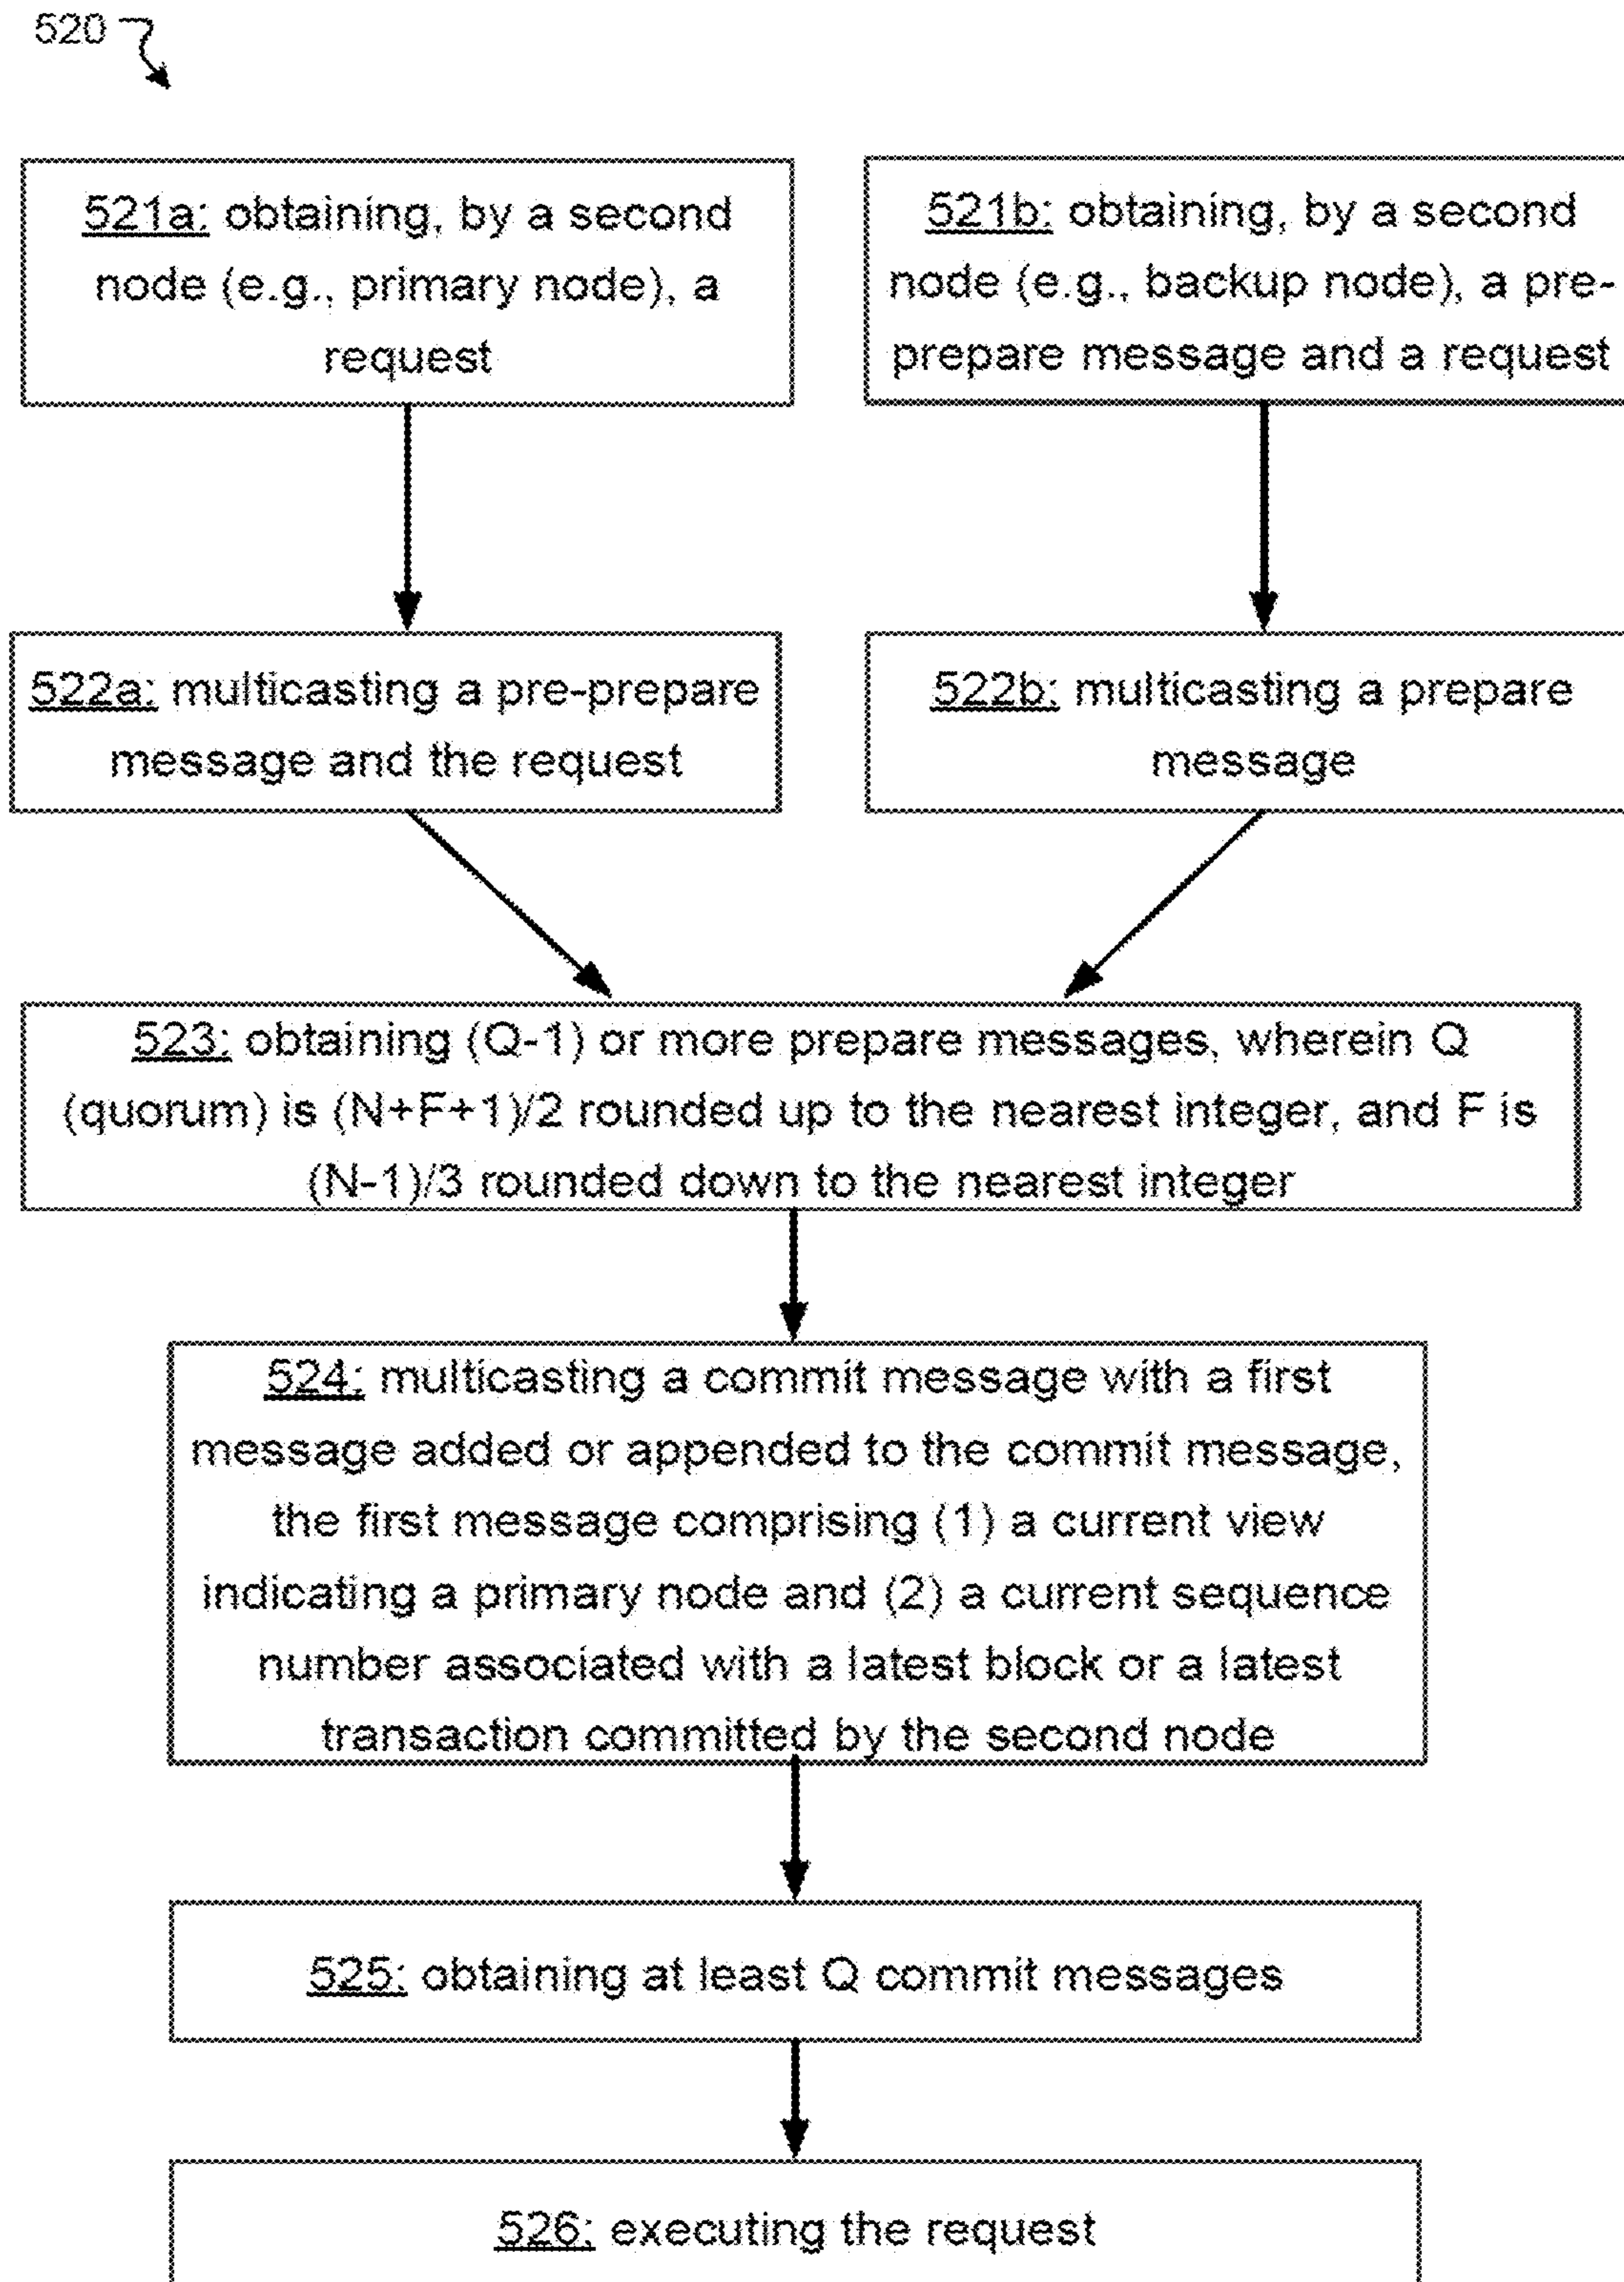 520
521a: obtaining, by a second
node (e.g., primary node), a
request
521b: obtaining, by a second
node (e.g., backup node), a pre-
prepare message and a request
522a: multicasting a pre-prepare
message and the request
522b: multicasting a prepare
message
523: obtaining (Q-1) or more prepare messages, wherein Q
(quorum) is (N+F+1)/2 rounded up to the nearest integer, and F is
(N-1)/3 rounded down to the nearest integer
524: multicasting a commit message with a first
message added or appended to the commit message,
the first message comprising (1) a current view
indicating a primary node and (2) a current sequence
number associated with a latest block or a latest
transaction committed by the second node
525: obtaining at least Q commit messages
526: executing the request